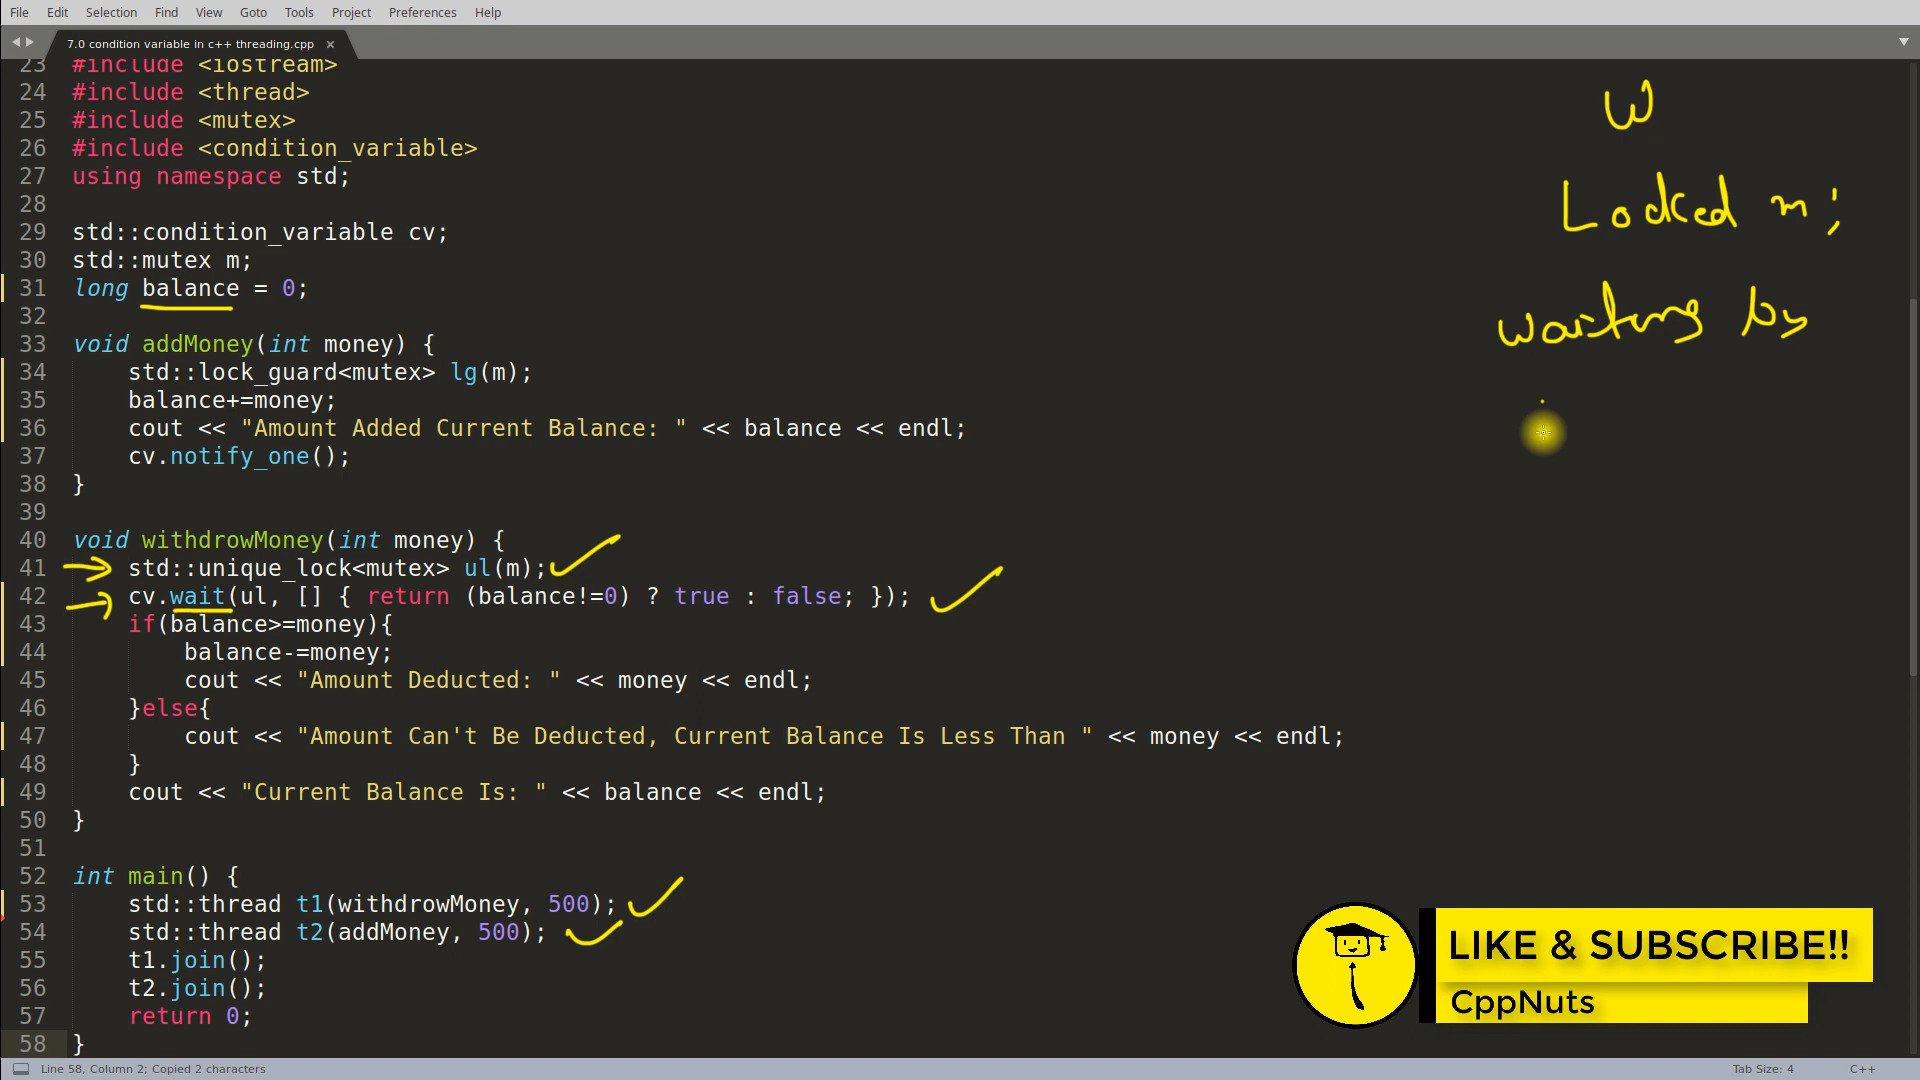 File Edit Selection Find View Goto Tools Project Preferences Help
7.0 condition variable in c++ threading.cpp ×
23 #include <iostream>
24 #include <thread>
25 #include <mutex>
26 #include <condition_variable>
27 using namespace std;
28
29 std::condition_variable cv;
30 std::mutex m;
31 long balance = 0;
32
33 void addMoney(int money) {
34     std::lock_guard<mutex> lg(m);
35     balance+=money;
36     cout << "Amount Added Current Balance: " << balance << endl;
37     cv.notify_one();
38 }
39
40 void withdrowMoney(int money) {
41     std::unique_lock<mutex> ul(m);
42     cv.wait(ul, [] { return (balance!=0) ? true : false; });
43     if(balance>=money){
44         balance-=money;
45         cout << "Amount Deducted: " << money << endl;
46     }else{
47         cout << "Amount Can't Be Deducted, Current Balance Is Less Than " << money << endl;
48     }
49     cout << "Current Balance Is: " << balance << endl;
50 }
51
52 int main() {
53     std::thread t1(withdrowMoney, 500);
54     std::thread t2(addMoney, 500);
55     t1.join();
56     t2.join();
57     return 0;
58 }
W
Locked m;
waiting by
LIKE & SUBSCRIBE!!
CppNuts
Line 58, Column 2; Copied 2 characters Tab Size: 4 C++